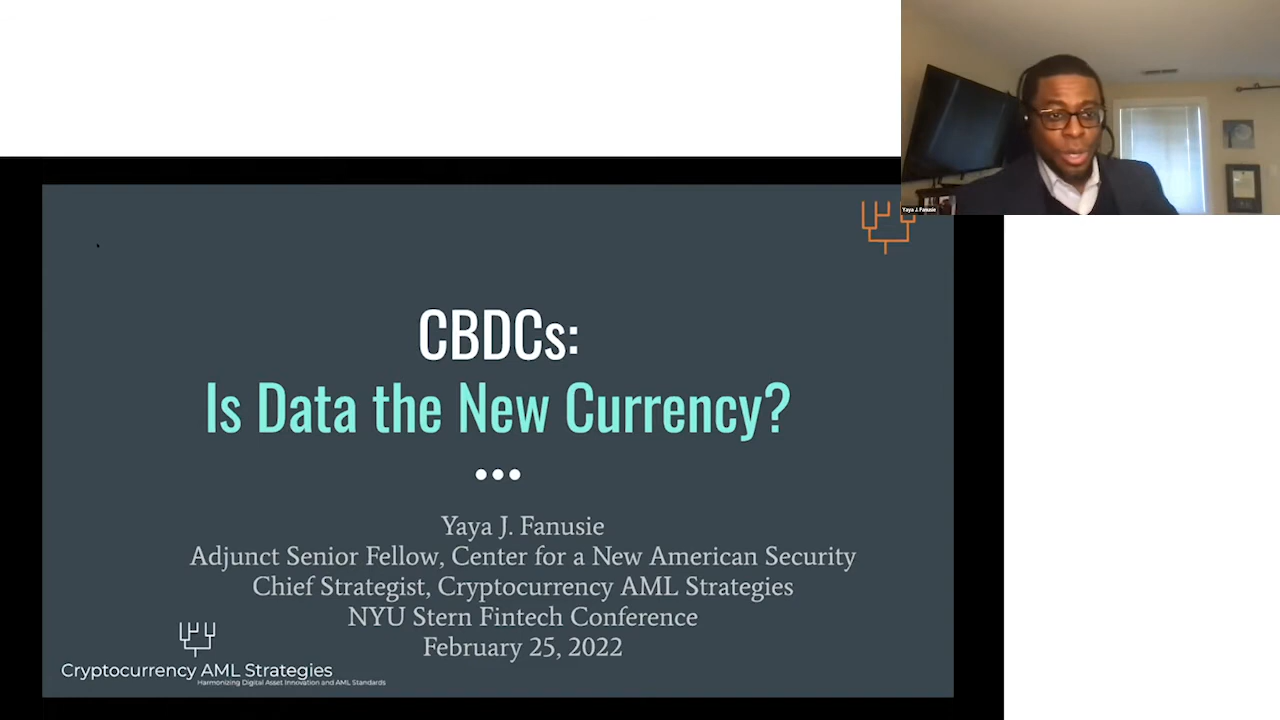 Yaya J. Fanusie
CBDCs:
Is Data the New Currency?
Yaya J. Fanusie
Adjunct Senior Fellow, Center for a New American Security
Chief Strategist, Cryptocurrency AML Strategies
NYU Stern Fintech Conference
February 25, 2022
Cryptocurrency AML Strategies
Harmonizing Digital Asset Innovation and AML Standards